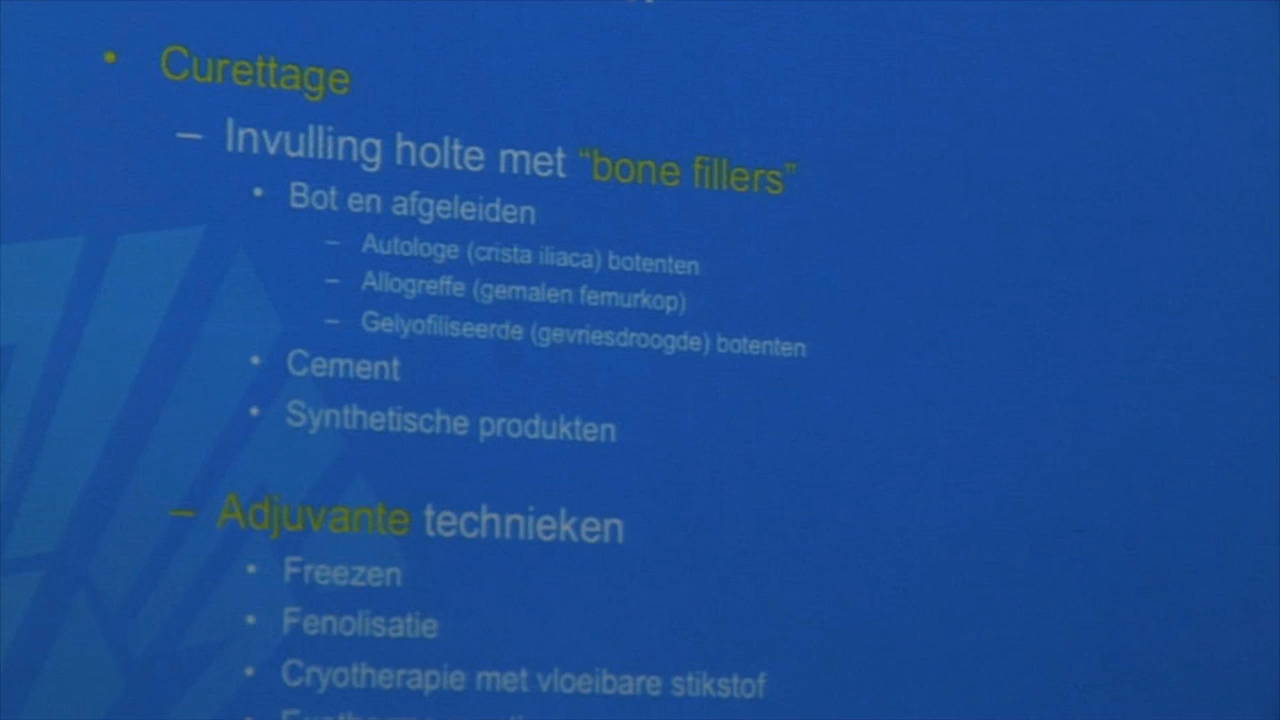 • Curettage
– Invulling holte met “bone fillers”
• Bot en afgeleiden
– Autologe (crista iliaca) botenten
– Allogreffe (gemalen femurkop)
– Gelyofiliseerde (gevriesdroogde) botenten
• Cement
• Synthetische produkten
– Adjuvante technieken
• Freezen
• Fenolisatie
• Cryotherapie met vloeibare stikstof